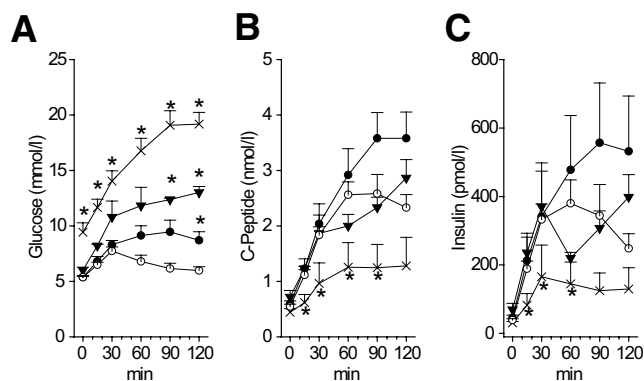 A
B
C
Glucose (mmol/l)
25
20
15
10
5
0
0 30 60 90 120
min
* * * * * *
* *
*
C-Peptide (nmol/l)
5
4
3
2
1
0
0 30 60 90 120
min
* * * *
Insulin (pmol/l)
800
600
400
200
0
0 30 60 90 120
min
* * *